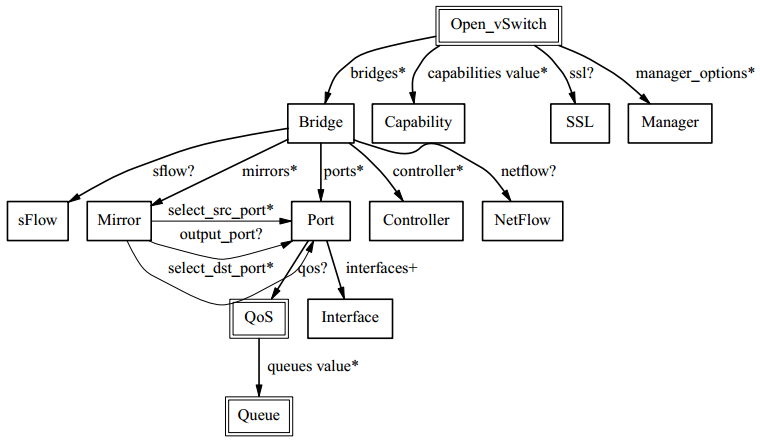 Open_vSwitch
bridges*
capabilities value*
ssl?
manager_options*
Bridge
Capability
SSL
Manager
sflow?
mirrors*
ports*
controller*
netflow?
sFlow
Mirror
select_src_port*
Port
Controller
NetFlow
output_port?
select_dst_port*
qos?
interfaces+
QoS
Interface
queues value*
Queue